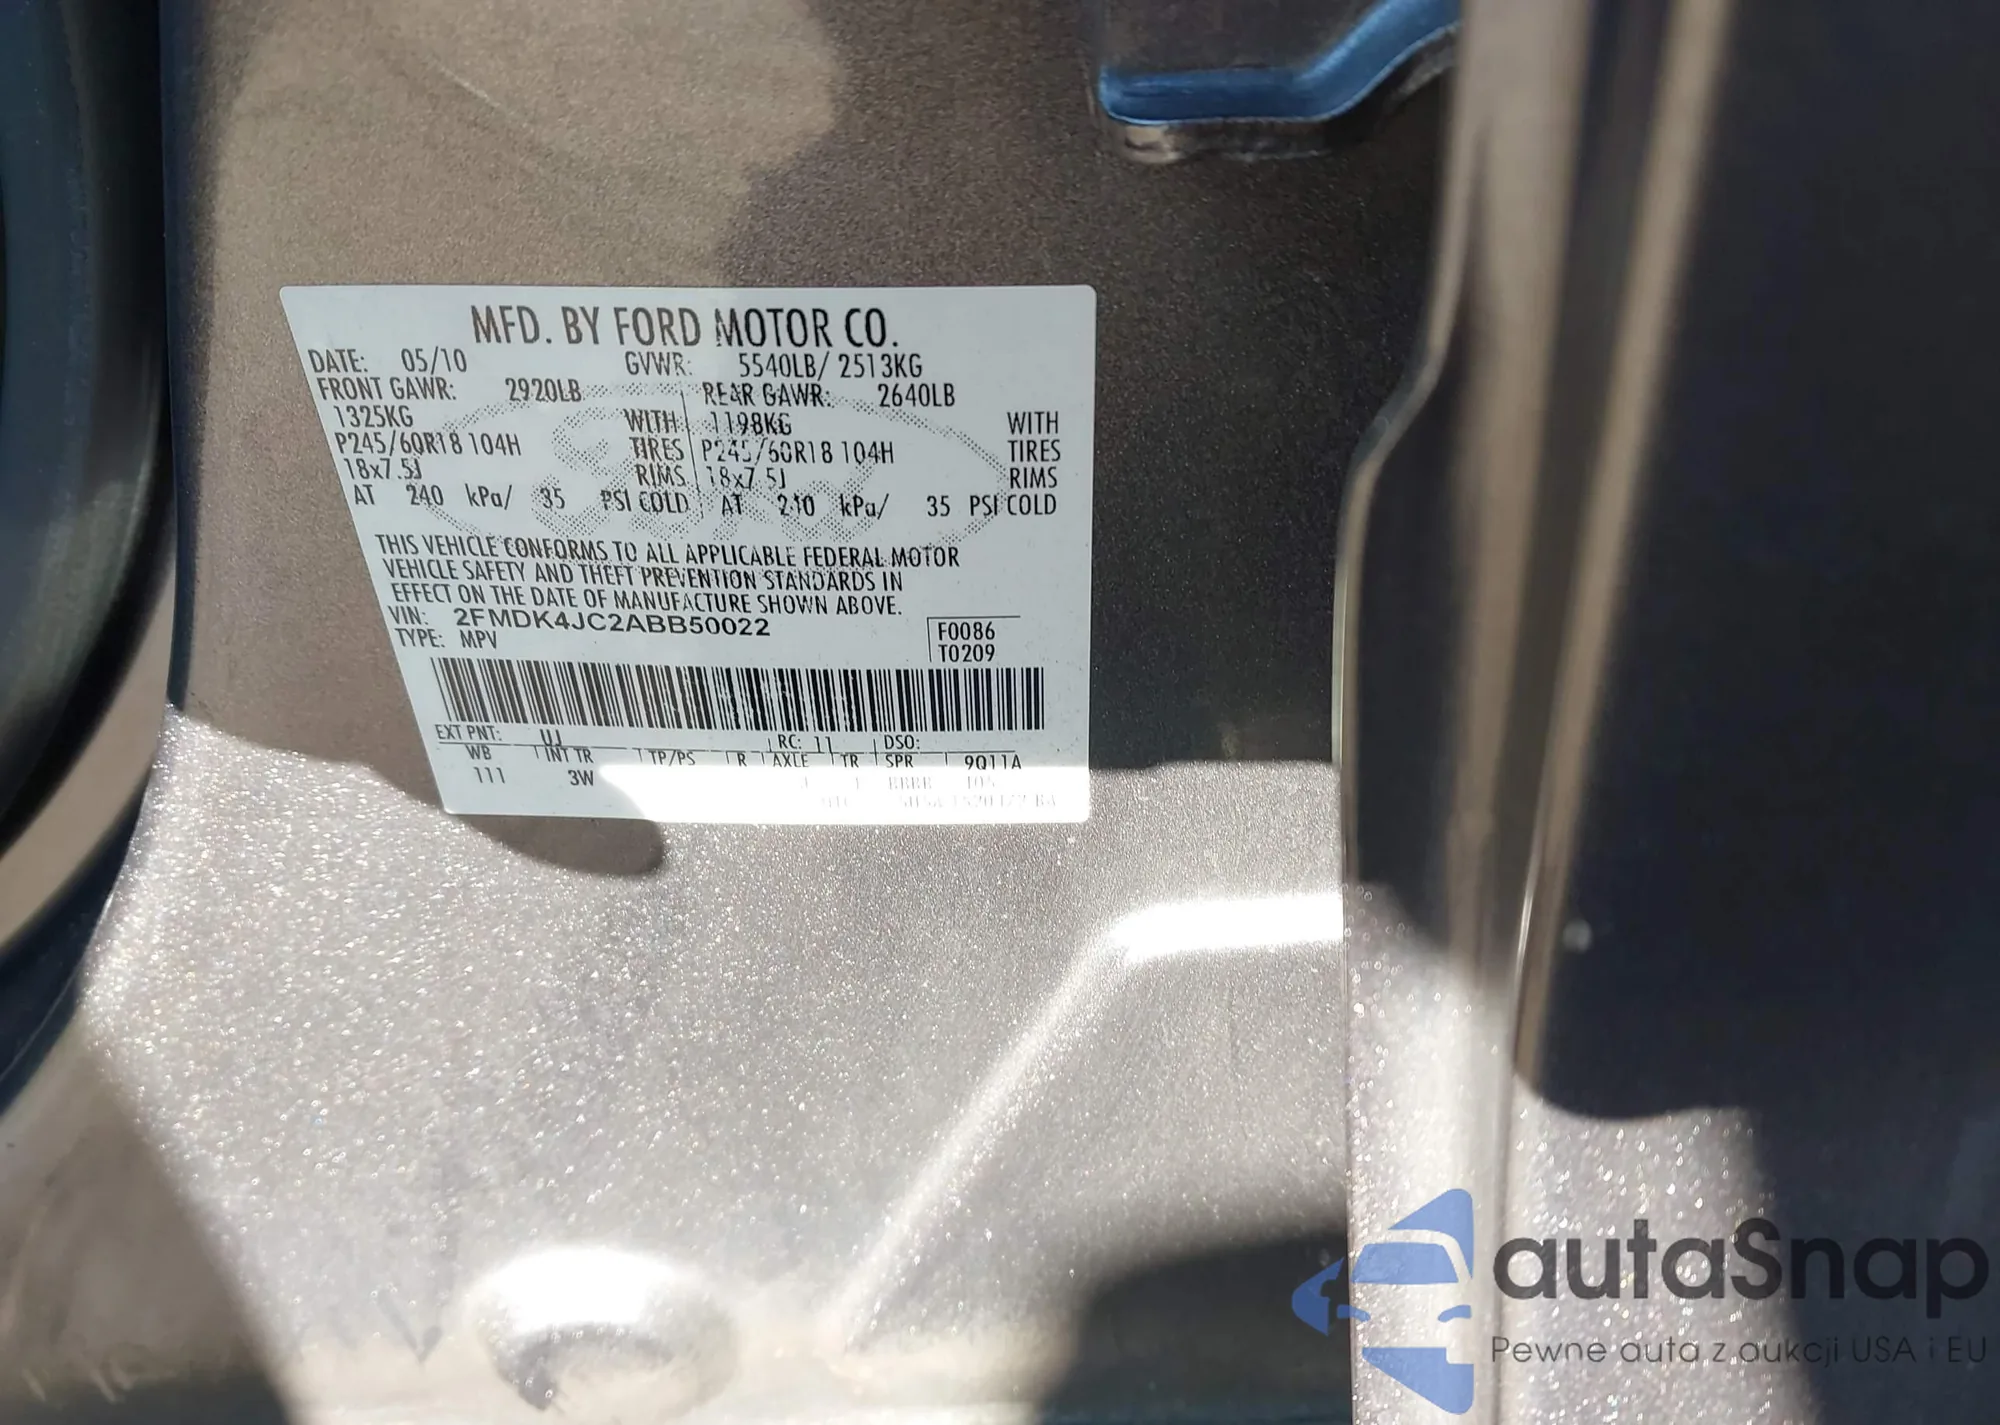 MFD. BY FORD MOTOR CO.
DATE: 05/10 GVWR: 5540LB/ 2513KG
FRONT GAWR: 2920LB REAR GAWR: 2640LB
1325KG WITH 1198KG WITH
P245/60R18 104H TIRES P245/60R18 104H TIRES
18x7.5J RIMS 18x7.5J RIMS
AT 240 kPa/ 35 PSI COLD AT 240 kPa/ 35 PSI COLD
THIS VEHICLE CONFORMS TO ALL APPLICABLE FEDERAL MOTOR
VEHICLE SAFETY AND THEFT PREVENTION STANDARDS IN
EFFECT ON THE DATE OF MANUFACTURE SHOWN ABOVE.
VIN: 2FMDK4JC2ABB50022
TYPE: MPV
F0086
T0209
EXT PNT: UJ RC: 11 DSO:
WB INT TR TP/PS R AXLE TR SPR 9Q11A
111 3W
autaSnap
Pewne auta z aukcji USA i EU